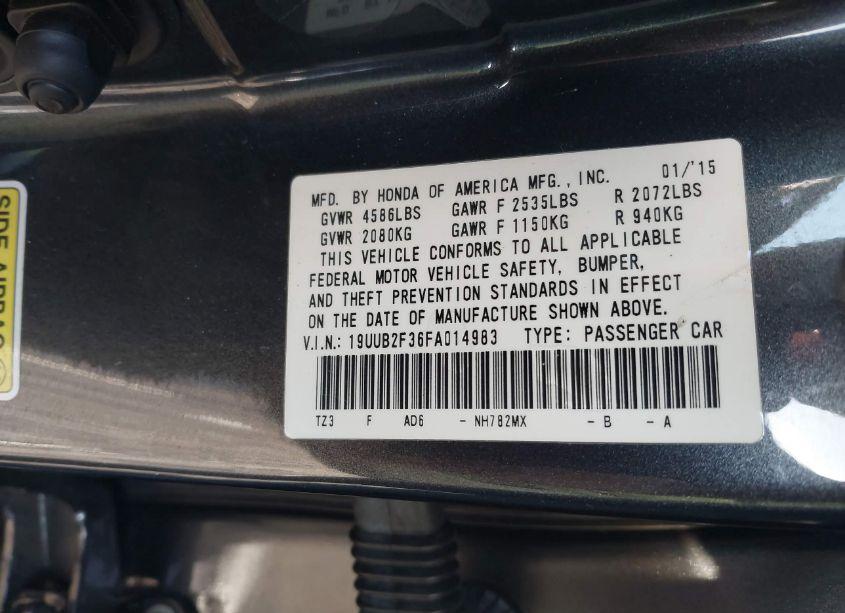 MFD. BY HONDA OF AMERICA MFG., INC. 01/'15
GVWR 4586LBS GAWR F 2535LBS R 2072LBS
GVWR 2080KG GAWR F 1150KG R 940KG
THIS VEHICLE CONFORMS TO ALL APPLICABLE
FEDERAL MOTOR VEHICLE SAFETY, BUMPER,
AND THEFT PREVENTION STANDARDS IN EFFECT
ON THE DATE OF MANUFACTURE SHOWN ABOVE.
V.I.N.: 19UUB2F36FA014983 TYPE: PASSENGER CAR
TZ3 F AD6 - NH782MX - B - A
SIDE AIRBAG